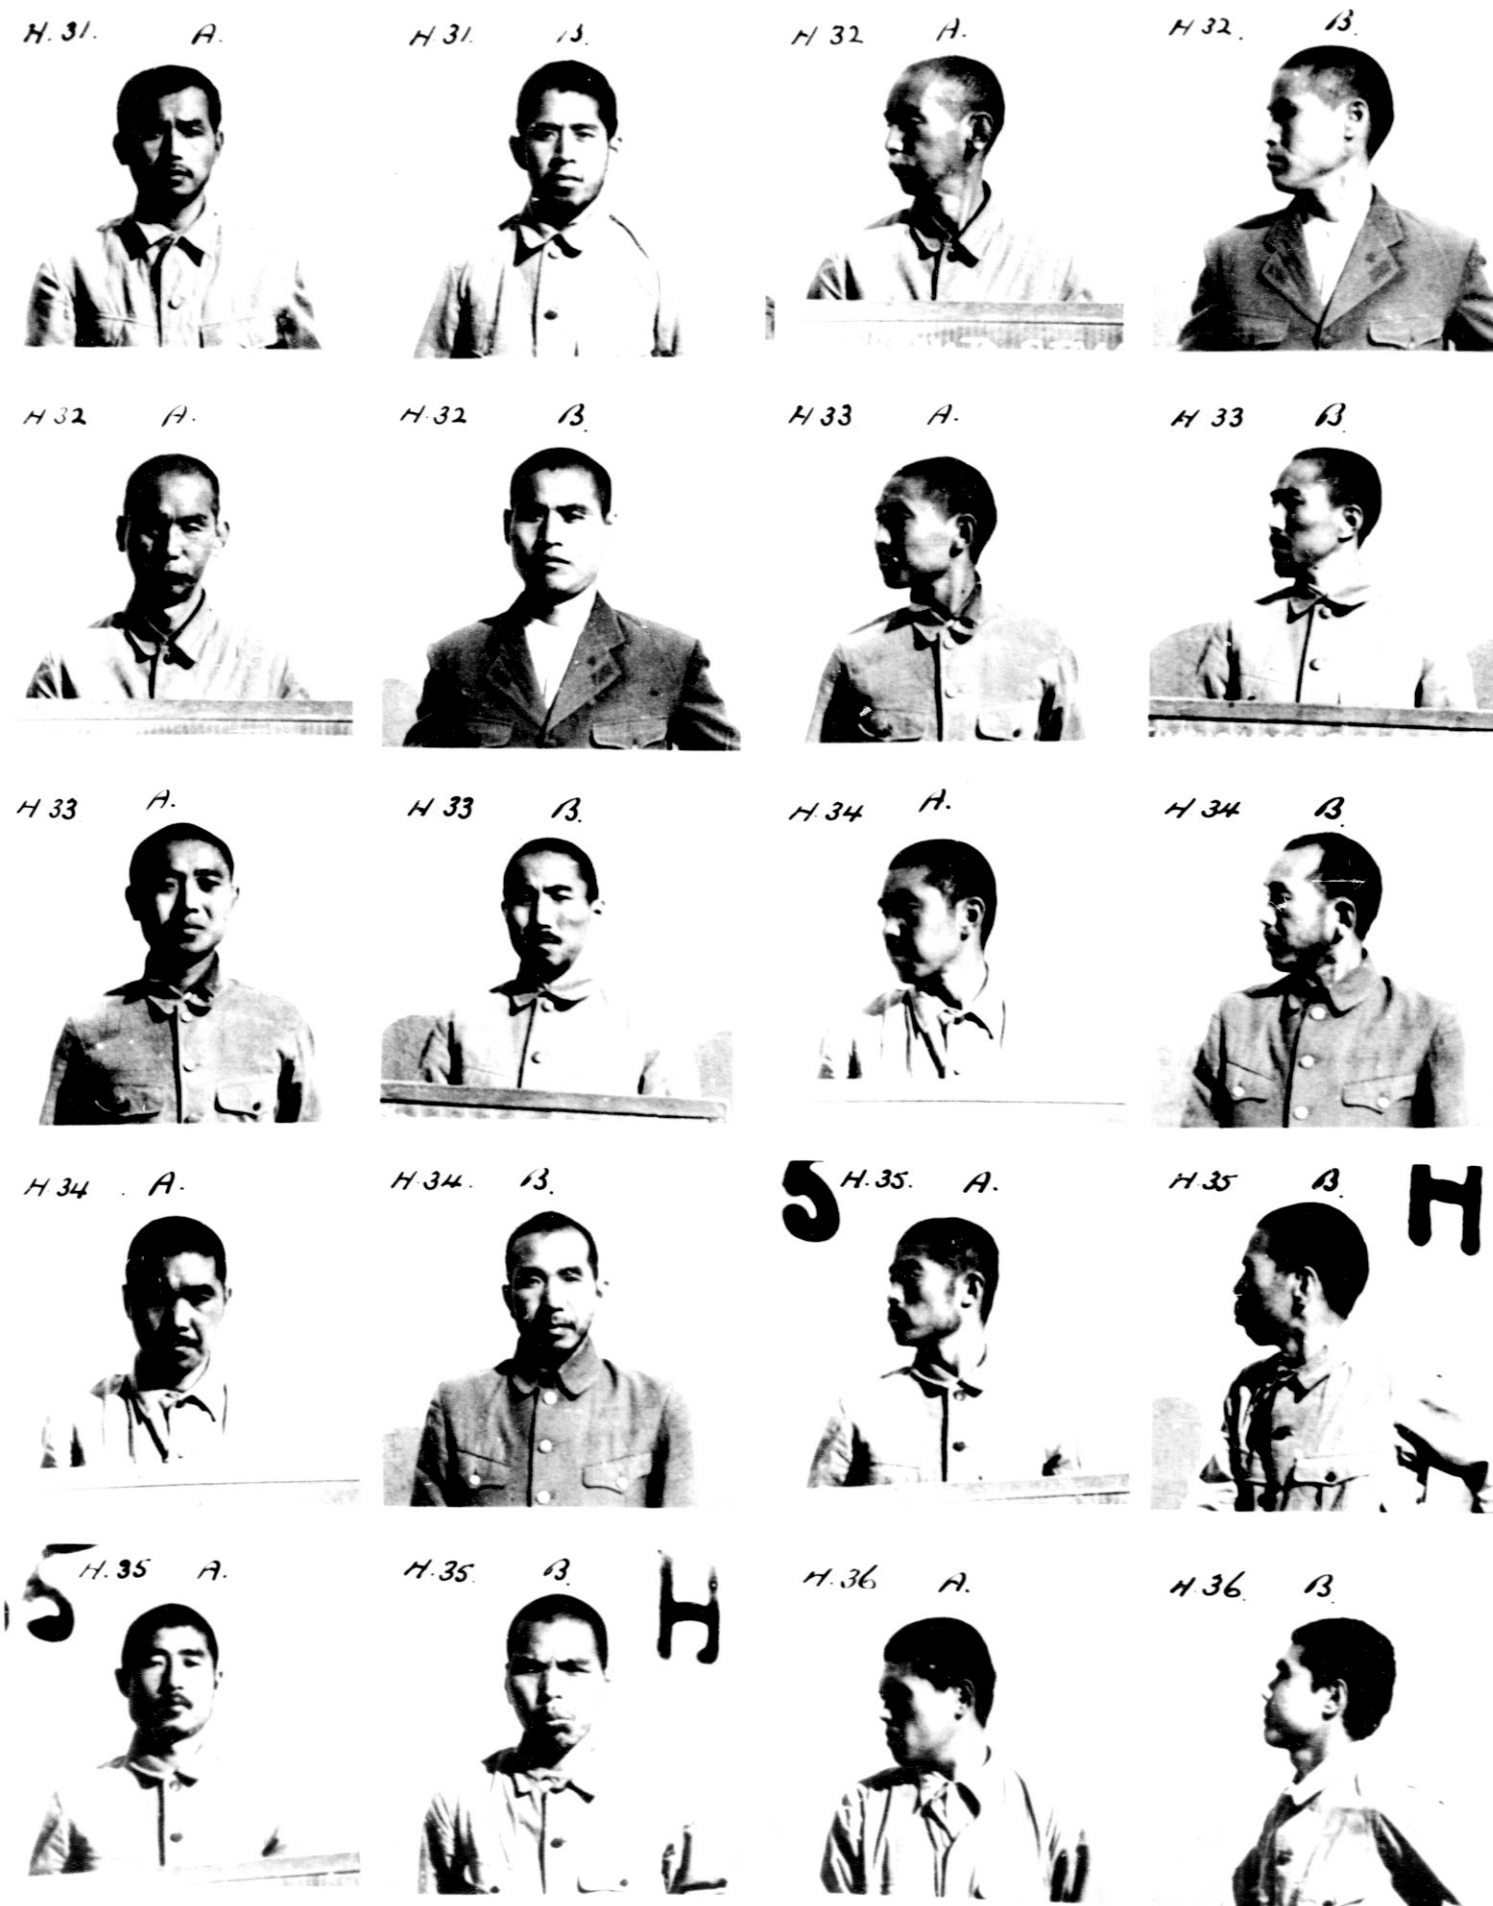 H.31. A. H 31. B. H 32 A. H 32. B.
H 32 A. H.32 B. H 33 A. H 33 B.
H 33 A. H 33 B. H.34 A. H 34 B.
H.34 A. H.34. B. 5 H.35. A. H.35 B. H
5 H.35 A. H.35. B. H H.36 A. H.36. B.